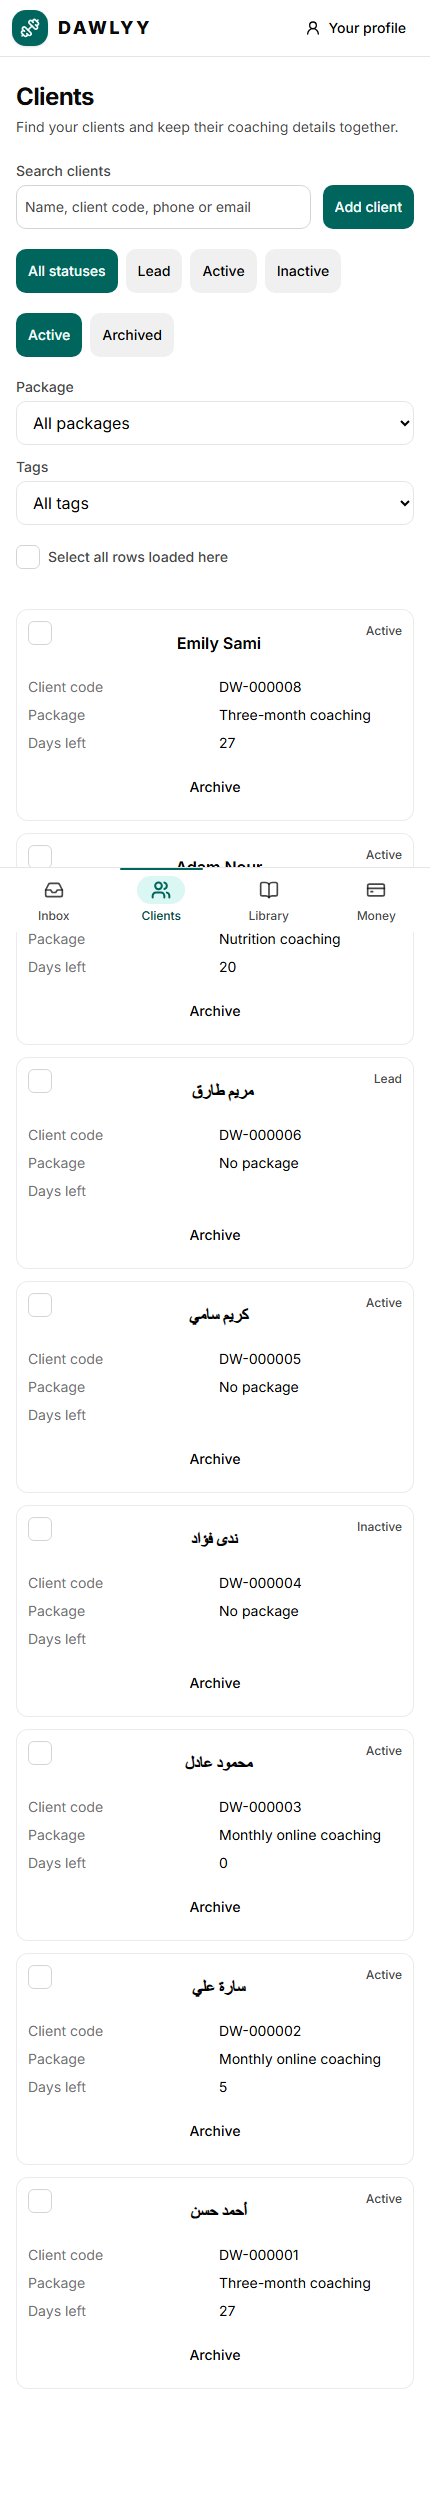 DAWLYY
Your profile
Clients
Find your clients and keep their coaching details together.
Search clients
Name, client code, phone or email
Add client
All statuses Lead Active Inactive
Active Archived
Package
All packages
Tags
All tags
Select all rows loaded here
Active
Emily Sami
Client code DW-000008
Package Three-month coaching
Days left 27
Archive
Active
Adam Nour
Inbox Clients Library Money
Package Nutrition coaching
Days left 20
Archive
Lead
مريم طارق
Client code DW-000006
Package No package
Days left
Archive
Active
كريم سامي
Client code DW-000005
Package No package
Days left
Archive
Inactive
ندى فؤاد
Client code DW-000004
Package No package
Days left
Archive
Active
محمود عادل
Client code DW-000003
Package Monthly online coaching
Days left 0
Archive
Active
سارة علي
Client code DW-000002
Package Monthly online coaching
Days left 5
Archive
Active
أحمد حسن
Client code DW-000001
Package Three-month coaching
Days left 27
Archive